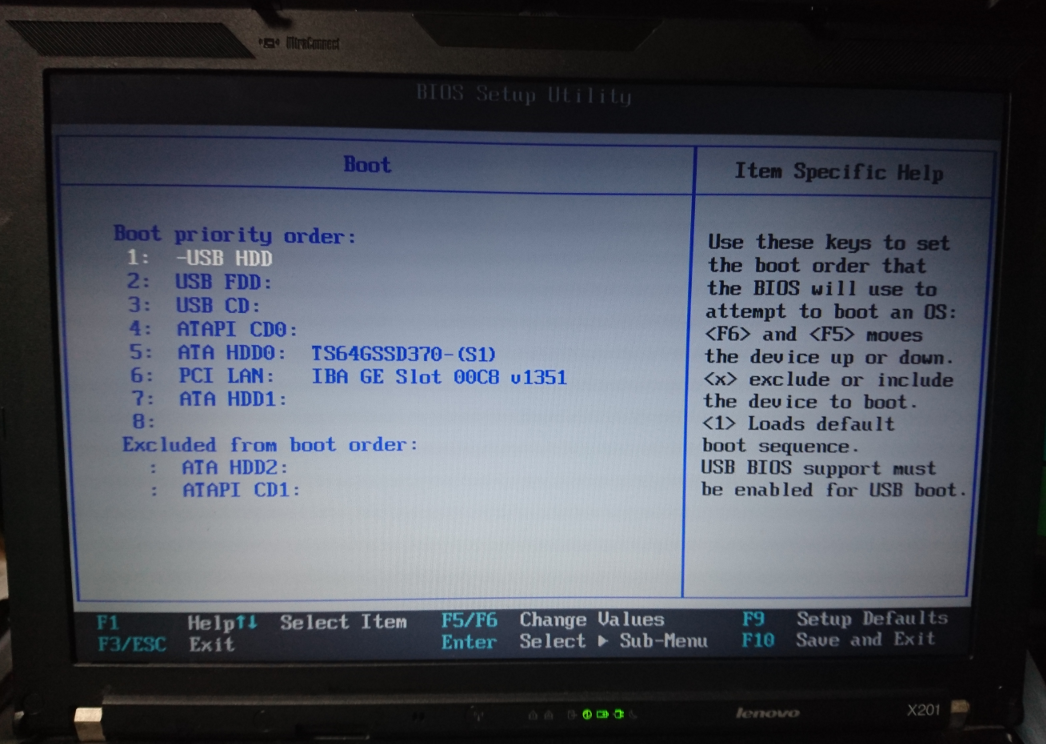 UltraConnect
BIOS Setup Utility
Boot
Boot priority order:
1: -USB HDD
2: USB FDD:
3: USB CD:
4: ATAPI CD0:
5: ATA HDD0: TS64GSSD370-(S1)
6: PCI LAN: IBA GE Slot 00C8 v1351
7: ATA HDD1:
8:
Excluded from boot order:
: ATA HDD2:
: ATAPI CD1:
Item Specific Help
Use these keys to set
the boot order that
the BIOS will use to
attempt to boot an OS:
<F6> and <F5> moves
the device up or down.
<x> exclude or include
the device to boot.
<1> Loads default
boot sequence.
USB BIOS support must
be enabled for USB boot.
F1 Help↑↓ Select Item F5/F6 Change Values F9 Setup Defaults
F3/ESC Exit Enter Select ▶ Sub-Menu F10 Save and Exit
lenovo X201